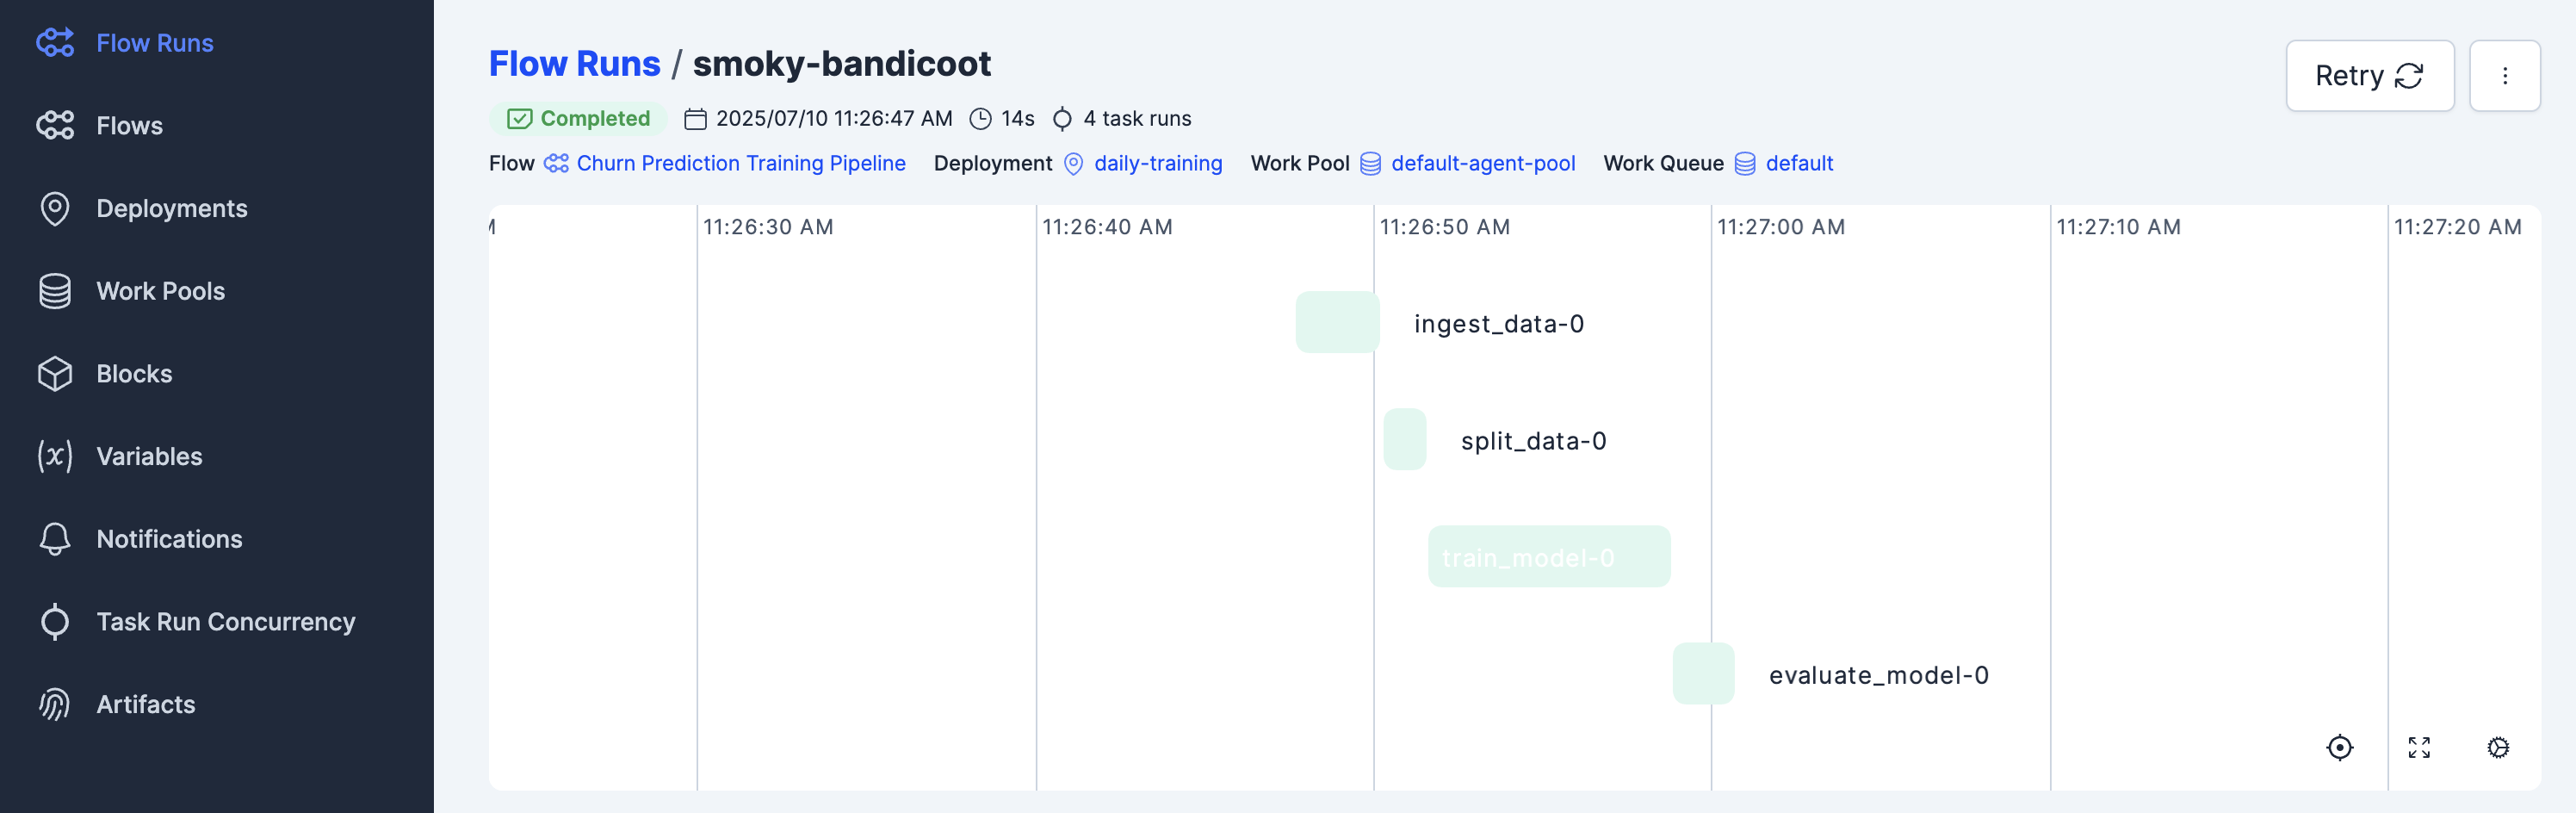 Flow Runs
Flows
Deployments
Work Pools
Blocks
(x) Variables
Notifications
Task Run Concurrency
Artifacts
Flow Runs / smoky-bandicoot
Retry
Completed 2025/07/10 11:26:47 AM 14s 4 task runs
Flow Churn Prediction Training Pipeline Deployment daily-training Work Pool default-agent-pool Work Queue default
M 11:26:30 AM 11:26:40 AM 11:26:50 AM 11:27:00 AM 11:27:10 AM 11:27:20 AM
ingest_data-0
split_data-0
train_model-0
evaluate_model-0